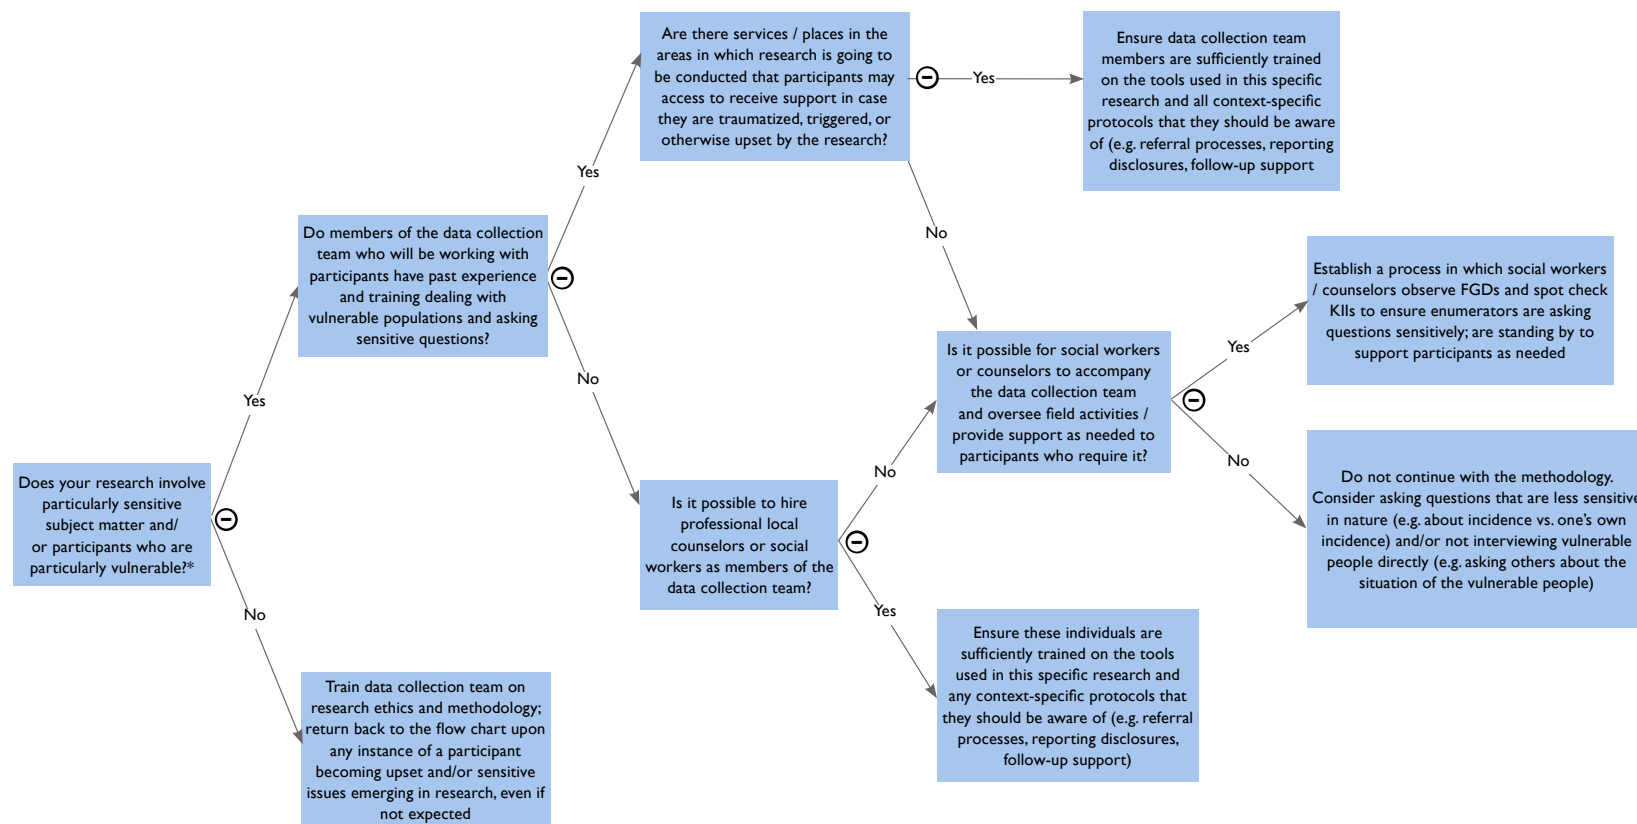 Does your research involve
particularly sensitive
subject matter and/
or participants who are
particularly vulnerable?*
Yes
No
Do members of the data collection
team who will be working with
participants have past experience
and training dealing with
vulnerable populations and asking
sensitive questions?
Train data collection team on
research ethics and methodology;
return back to the flow chart upon
any instance of a participant
becoming upset and/or sensitive
issues emerging in research, even if
not expected
Yes
No
Are there services / places in the
areas in which research is going to
be conducted that participants may
access to receive support in case
they are traumatized, triggered, or
otherwise upset by the research?
Yes
No
Ensure data collection team
members are sufficiently trained
on the tools used in this specific
research and all context-specific
protocols that they should be aware
of (e.g. referral processes, reporting
disclosures, follow-up support
Is it possible to hire
professional local
counselors or social
workers as members of the
data collection team?
No
Yes
Is it possible for social workers
or counselors to accompany
the data collection team
and oversee field activities /
provide support as needed to
participants who require it?
Ensure these individuals are
sufficiently trained on the tools
used in this specific research and
any context-specific protocols that
they should be aware of (e.g. referral
processes, reporting disclosures,
follow-up support)
Yes
No
Establish a process in which social workers
/ counselors observe FGDs and spot check
KIIs to ensure enumerators are asking
questions sensitively; are standing by to
support participants as needed
Do not continue with the methodology.
Consider asking questions that are less sensitive
in nature (e.g. about incidence vs. one's own
incidence) and/or not interviewing vulnerable
people directly (e.g. asking others about the
situation of the vulnerable people)